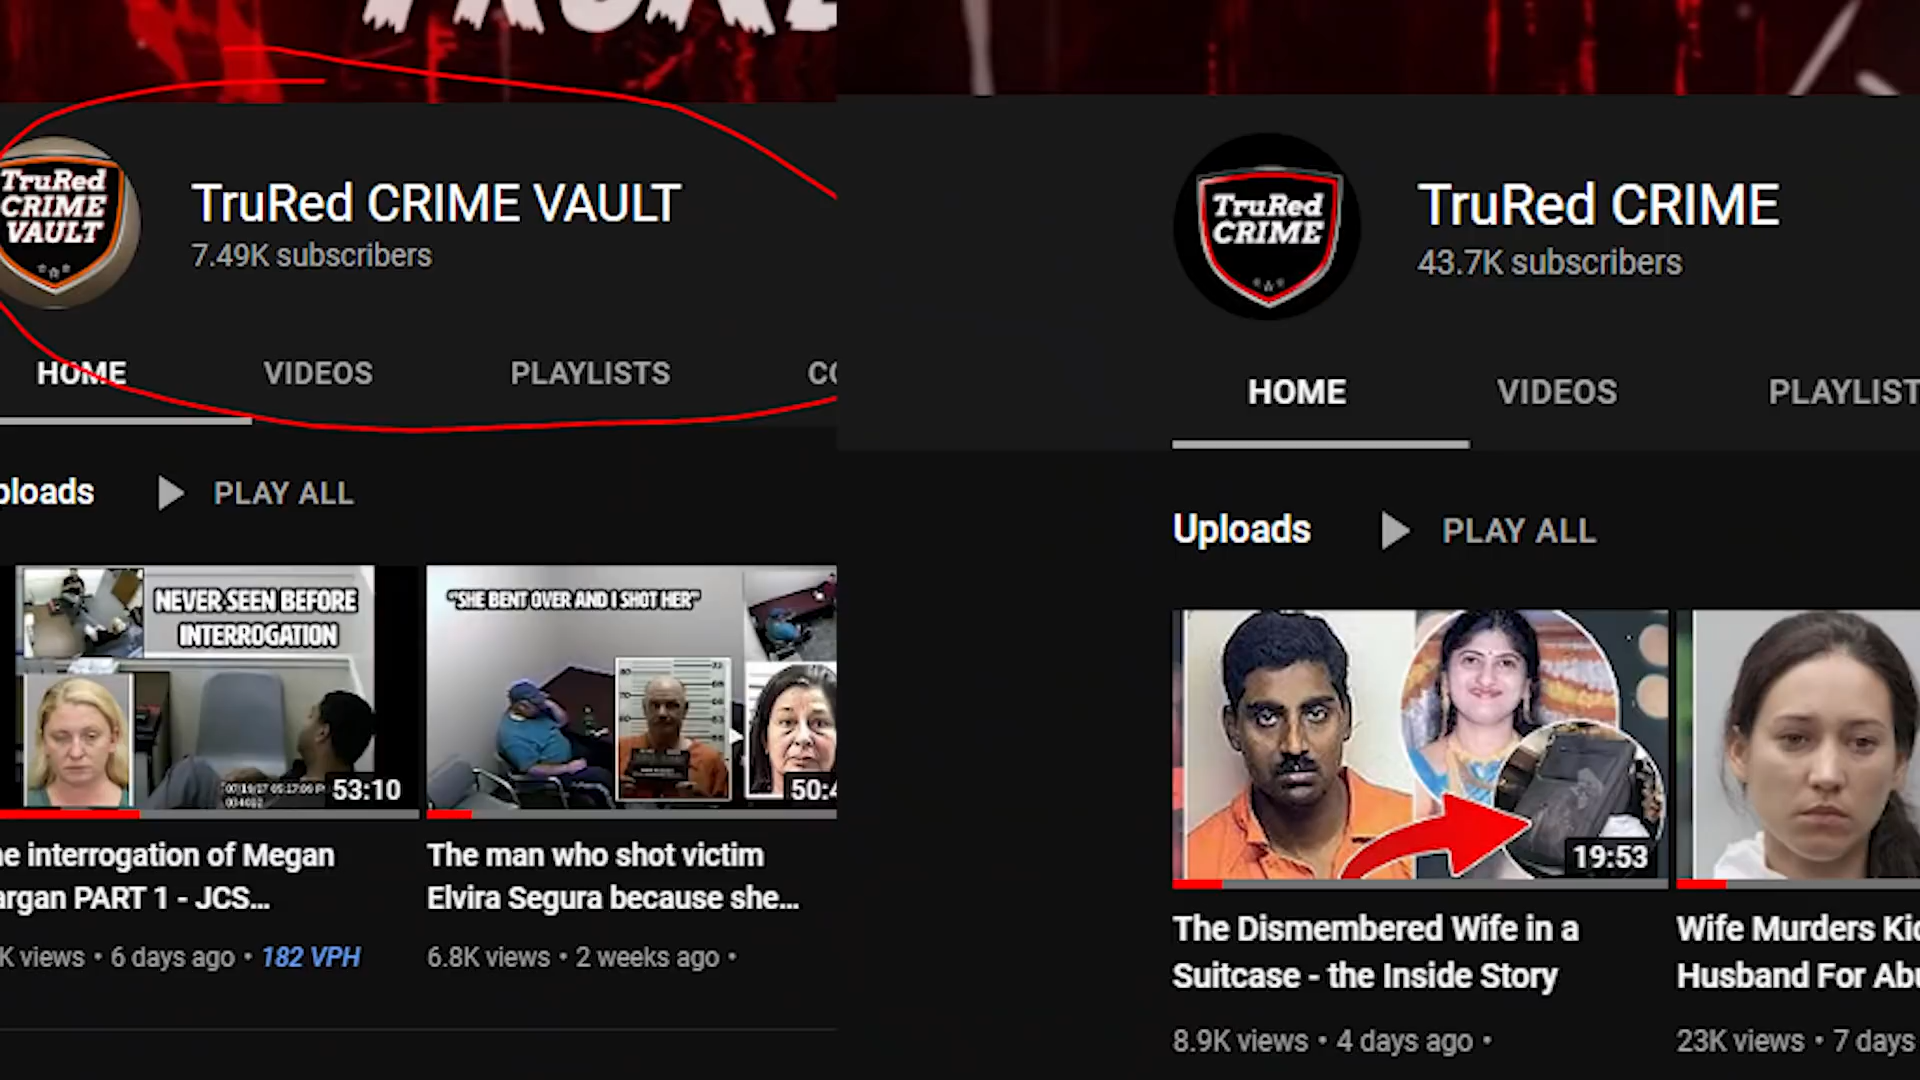 TruRed
CRIME
VAULT
TruRed CRIME VAULT
7.49K subscribers
HOME VIDEOS PLAYLISTS
ploads PLAY ALL
NEVER SEEN BEFORE
INTERROGATION
53:10
"SHE BENT OVER AND I SHOT HER"
50:4
e interrogation of Megan
argan PART 1 - JCS...
K views • 6 days ago • 182 VPH
The man who shot victim
Elvira Segura because she...
6.8K views • 2 weeks ago •
TruRed
CRIME
TruRed CRIME
43.7K subscribers
HOME VIDEOS PLAYLIST
Uploads PLAY ALL
19:53
The Dismembered Wife in a
Suitcase - the Inside Story
8.9K views • 4 days ago •
Wife Murders Kic
Husband For Abu
23K views • 7 days